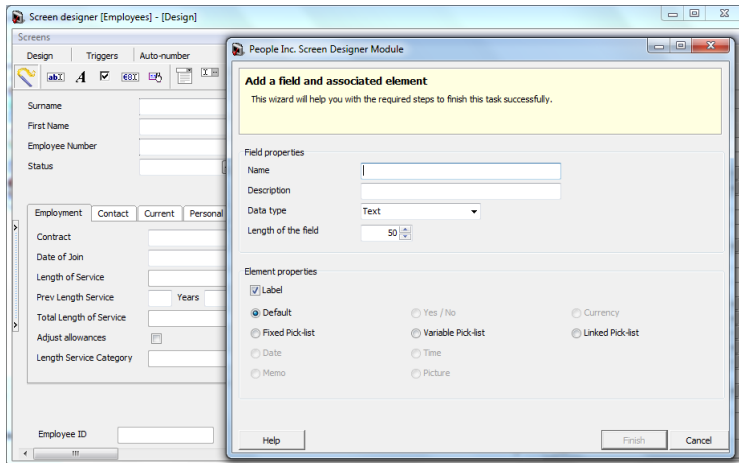 Screen designer [Employees] - [Design]
Screens
Design Triggers Auto-number
abI A €8I
Surname
First Name
Employee Number
Status
Employment Contact Current Personal
Contract
Date of Join
Length of Service
Prev Length Service Years
Total Length of Service
Adjust allowances
Length Service Category
Employee ID
People Inc. Screen Designer Module
Add a field and associated element
This wizard will help you with the required steps to finish this task successfully.
Field properties
Name
Description
Data type Text
Length of the field 50
Element properties
Label
Default Yes / No Currency
Fixed Pick-list Variable Pick-list Linked Pick-list
Date Time
Memo Picture
Help Finish Cancel